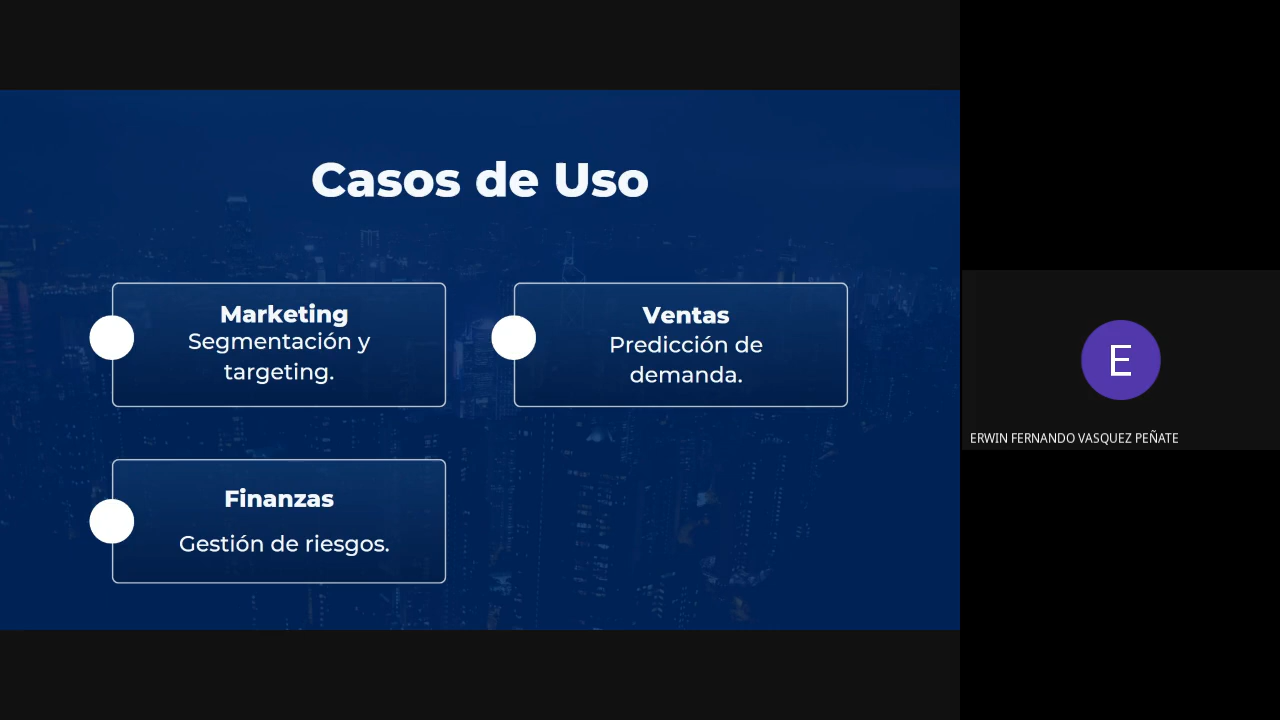 Casos de Uso
Marketing
Segmentación y
targeting.
Ventas
Predicción de
demanda.
Finanzas
Gestión de riesgos.
E
ERWIN FERNANDO VASQUEZ PEÑATE